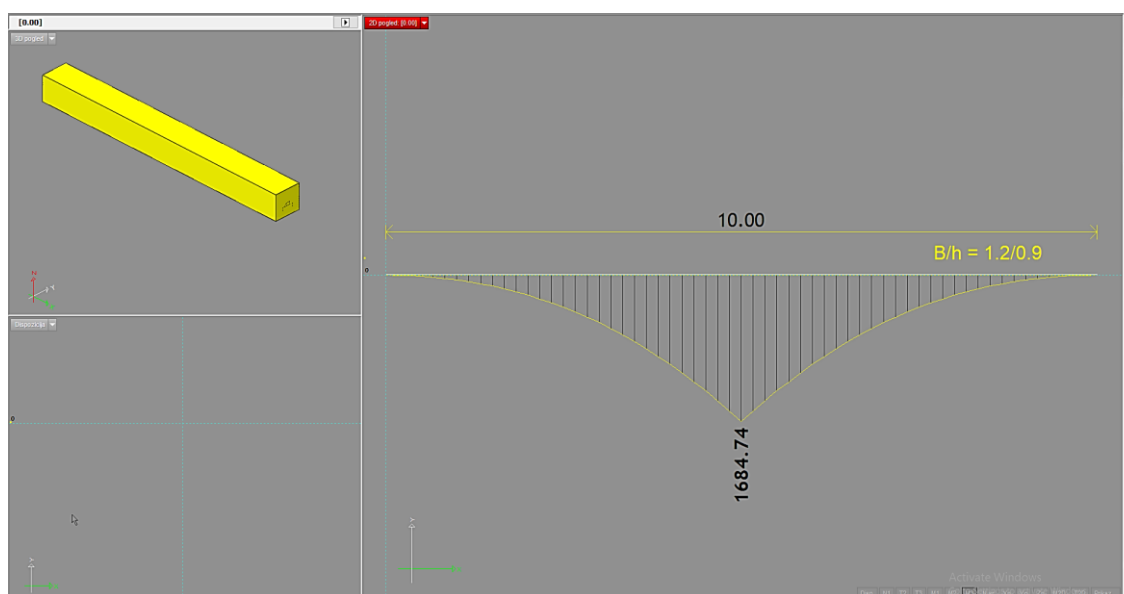 [0.00]
3D pogled
2D pogled: [0.00]
10.00
B/h = 1.2/0.9
0
1684.74
Dispozicija
0
Activate Windows